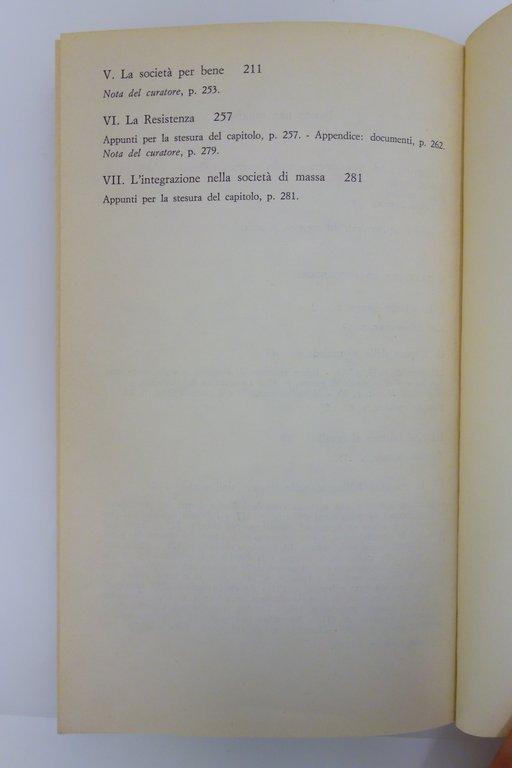 V. La società per bene 211
Nota del curatore, p. 253.
VI. La Resistenza 257
Appunti per la stesura del capitolo, p. 257. - Appendice: documenti, p. 262.
Nota del curatore, p. 279.
VII. L'integrazione nella società di massa 281
Appunti per la stesura del capitolo, p. 281.